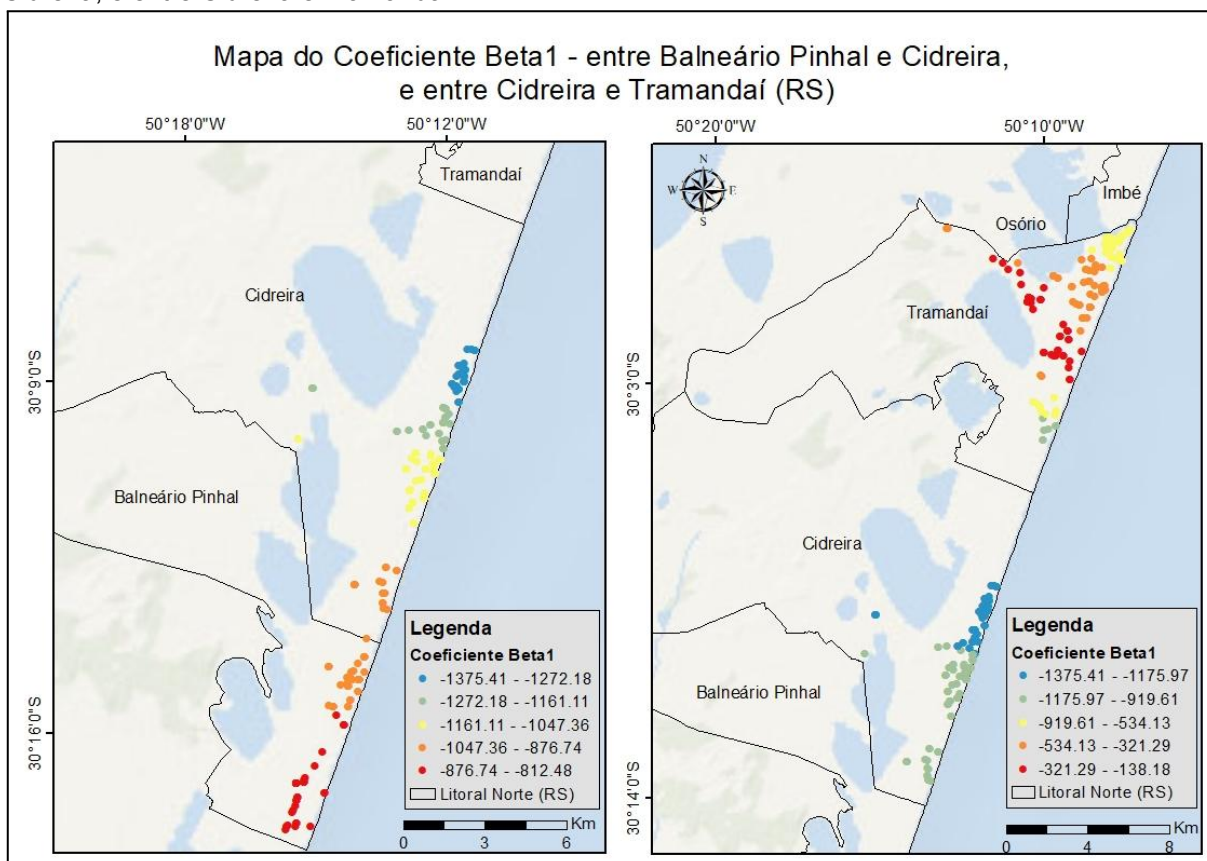 Mapa do Coeficiente Beta1 - entre Balneário Pinhal e Cidreira,
e entre Cidreira e Tramandaí (RS)
50°18'0"W
50°12'0"W
30°9'0"S
30°16'0"S
Tramandaí
Cidreira
Balneário Pinhal
Legenda
Coeficiente Beta1
-1375.41 - -1272.18
-1272.18 - -1161.11
-1161.11 - -1047.36
-1047.36 - -876.74
-876.74 - -812.48
Litoral Norte (RS)
Km
0 3 6
50°20'0"W
50°10'0"W
30°3'0"S
30°14'0"S
N
W E
S
Imbé
Osório
Tramandaí
Cidreira
Balneário Pinhal
Legenda
Coeficiente Beta1
-1375.41 - -1175.97
-1175.97 - -919.61
-919.61 - -534.13
-534.13 - -321.29
-321.29 - -138.18
Litoral Norte (RS)
Km
0 4 8